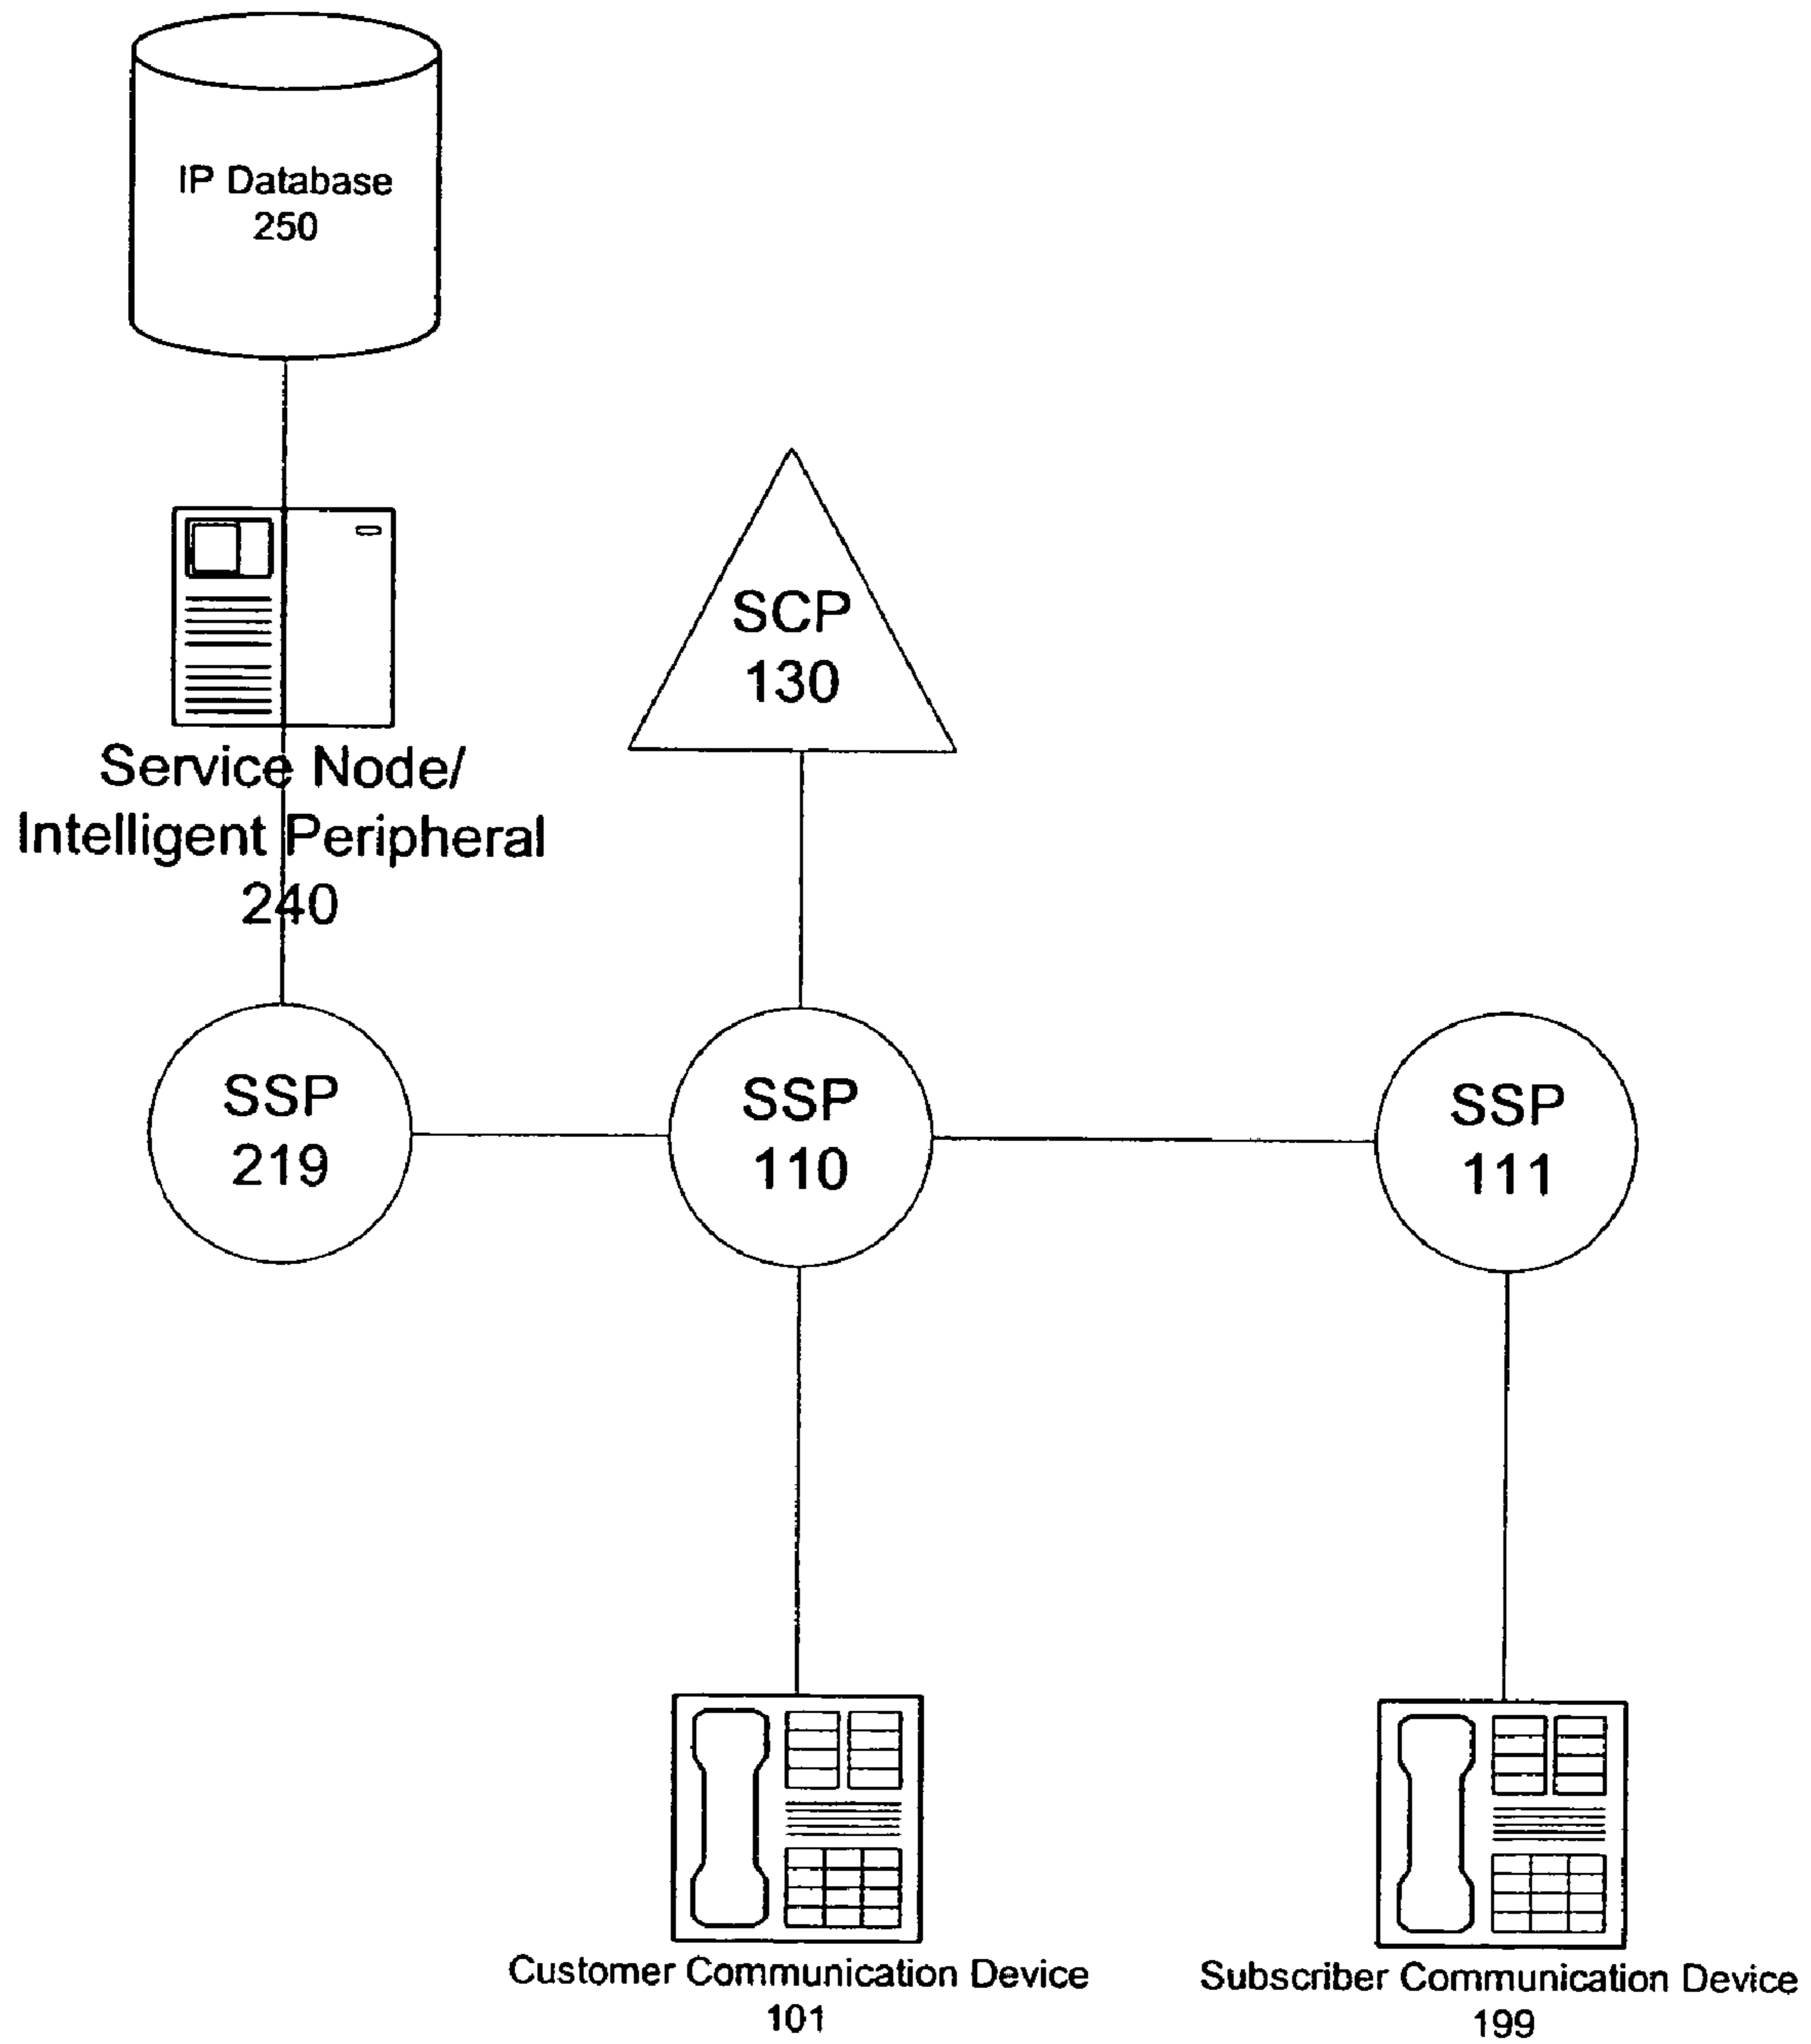 IP Database
250
SCP
130
Service Node/
Intelligent Peripheral
240
SSP
219
SSP
110
SSP
111
Customer Communication Device
101
Subscriber Communication Device
199